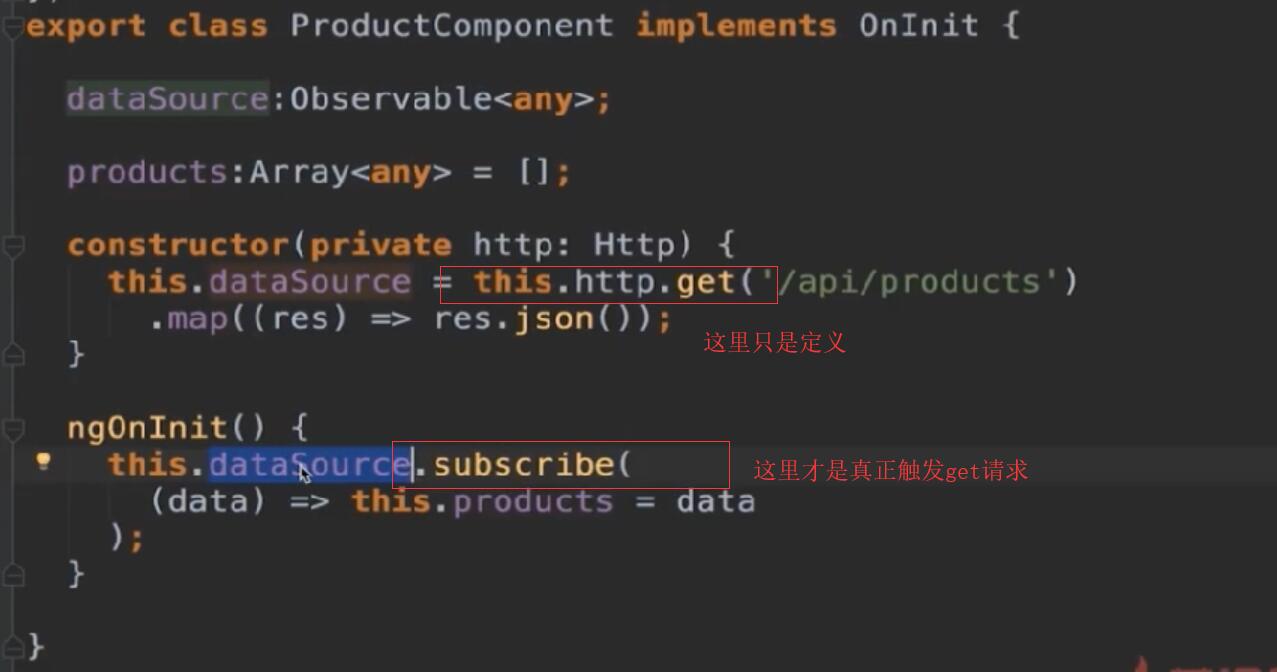 export class ProductComponent implements OnInit {
dataSource:Observable<any>;
products:Array<any> = [];
constructor(private http: Http) {
this.dataSource = this.http.get('/api/products')
.map((res) => res.json());
这里只是定义
}
ngOnInit() {
this.dataSource.subscribe(
这里才是真正触发get请求
(data) => this.products = data
);
}
}